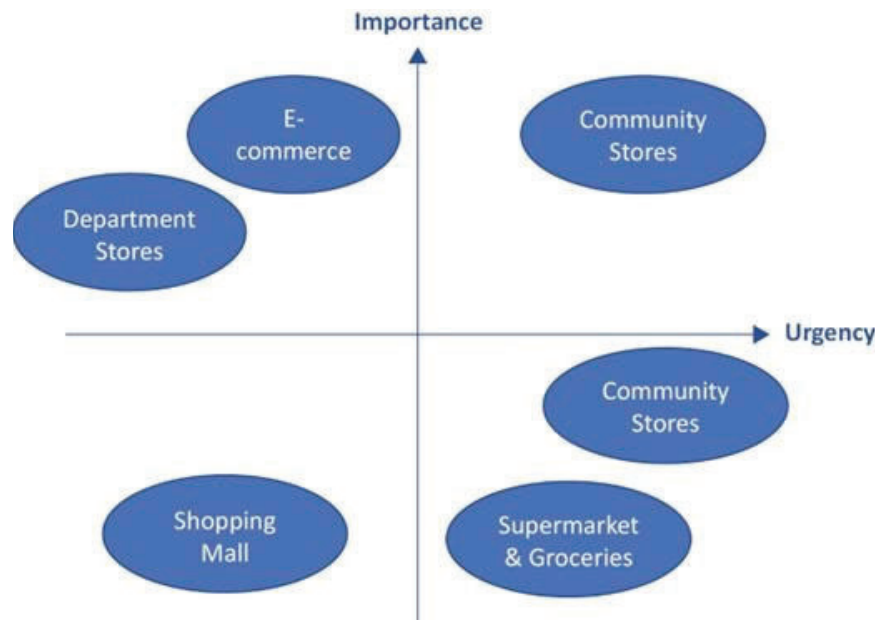 Importance
E-
commerce
Community
Stores
Department
Stores
Urgency
Community
Stores
Shopping
Mall
Supermarket
& Groceries